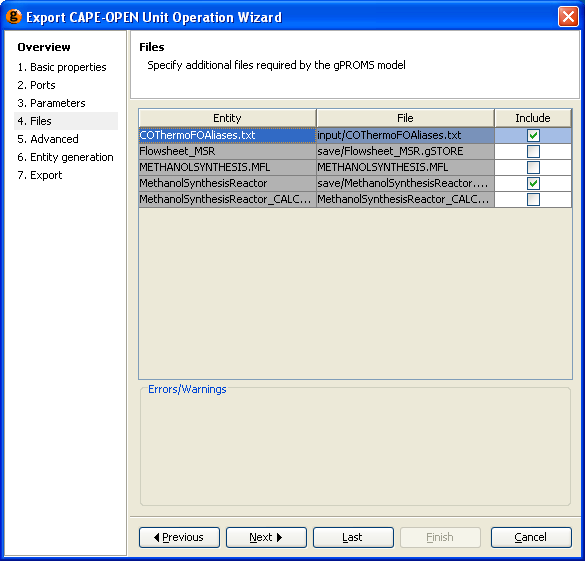 Export CAPE-OPEN Unit Operation Wizard
Overview
1. Basic properties
2. Ports
3. Parameters
4. Files
5. Advanced
6. Entity generation
7. Export
Files
Specify additional files required by the gPROMS model
Entity File Include
COThermoFOAliases.txt input/COThermoFOAliases.txt
Flowsheet_MSR save/Flowsheet_MSR.gSTORE
METHANOLSYNTHESIS.MFL METHANOLSYNTHESIS.MFL
MethanolSynthesisReactor save/MethanolSynthesisReactor....
MethanolSynthesisReactor_CALC... MethanolSynthesisReactor_CALC...
Errors/Warnings
Previous Next Last Finish Cancel